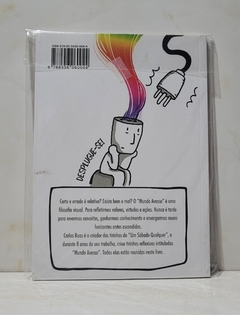 DESPLUGUE-SE!
Certo e errado é relativo? Existe bem e mal? O "Mundo Avesso" é uma
filosofia visual. Para refletirmos valores, virtudes e ações. Nunca é tarde
para revermos conceitos, ganharmos conhecimento e enxergarmos novos
horizontes antes escondidos.
Carlos Ruas é o criador das tirinhas do "Um Sábado Qualquer", e
durante 8 anos do seu trabalho, criou tirinhas reflexivas intituladas
"Mundo Avesso". Todas elas estão reunidas neste livro.